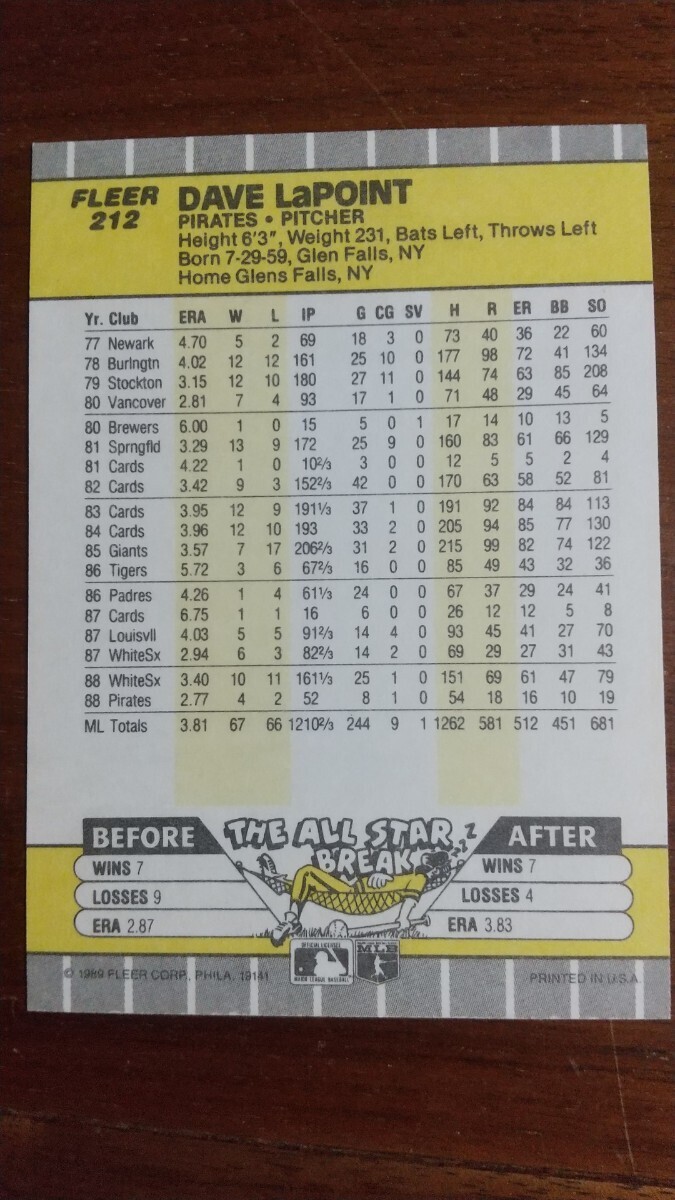 FLEER
212
DAVE LaPOINT
PIRATES • PITCHER
Height 6'3", Weight 231, Bats Left, Throws Left
Born 7-29-59, Glen Falls, NY
Home Glens Falls, NY
Yr. Club ERA W L IP G CG SV H R ER BB SO
77 Newark 4.70 5 2 69 18 3 0 73 40 36 22 60
78 Burlngtn 4.02 12 12 161 25 10 0 177 98 72 41 134
79 Stockton 3.15 12 10 180 27 11 0 144 74 63 85 208
80 Vancover 2.81 7 4 93 17 1 0 71 48 29 45 64
80 Brewers 6.00 1 0 15 5 0 1 17 14 10 13 5
81 Sprngfld 3.29 13 9 172 25 9 0 160 83 61 66 129
81 Cards 4.22 1 0 10⅔ 3 0 0 12 5 5 2 4
82 Cards 3.42 9 3 152⅔ 42 0 0 170 63 58 52 81
83 Cards 3.95 12 9 191⅓ 37 1 0 191 92 84 84 113
84 Cards 3.96 12 10 193 33 2 0 205 94 85 77 130
85 Giants 3.57 7 17 206⅔ 31 2 0 215 99 82 74 122
86 Tigers 5.72 3 6 67⅔ 16 0 0 85 49 43 32 36
86 Padres 4.26 1 4 61⅓ 24 0 0 67 37 29 24 41
87 Cards 6.75 1 1 16 6 0 0 26 12 12 5 8
87 Louisvll 4.03 5 5 91⅔ 14 4 0 93 45 41 27 70
87 WhiteSx 2.94 6 3 82⅔ 14 2 0 69 29 27 31 43
88 WhiteSx 3.40 10 11 161⅓ 25 1 0 151 69 61 47 79
88 Pirates 2.77 4 2 52 8 1 0 54 18 16 10 19
ML Totals 3.81 67 66 1210⅔ 244 9 1 1262 581 512 451 681
BEFORE THE ALL STAR BREAK ZZZZ AFTER
WINS 7 WINS 7
LOSSES 9 LOSSES 4
ERA 2.87 ERA 3.83
OFFICIAL LICENSEE
MAJOR LEAGUE BASEBALL
MLB
© 1989 FLEER CORP., PHILA. 19141 PRINTED IN U.S.A.